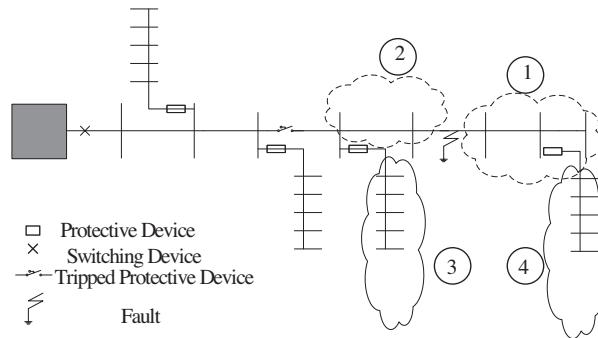 2
1
3
4
Protective Device
Switching Device
Tripped Protective Device
Fault